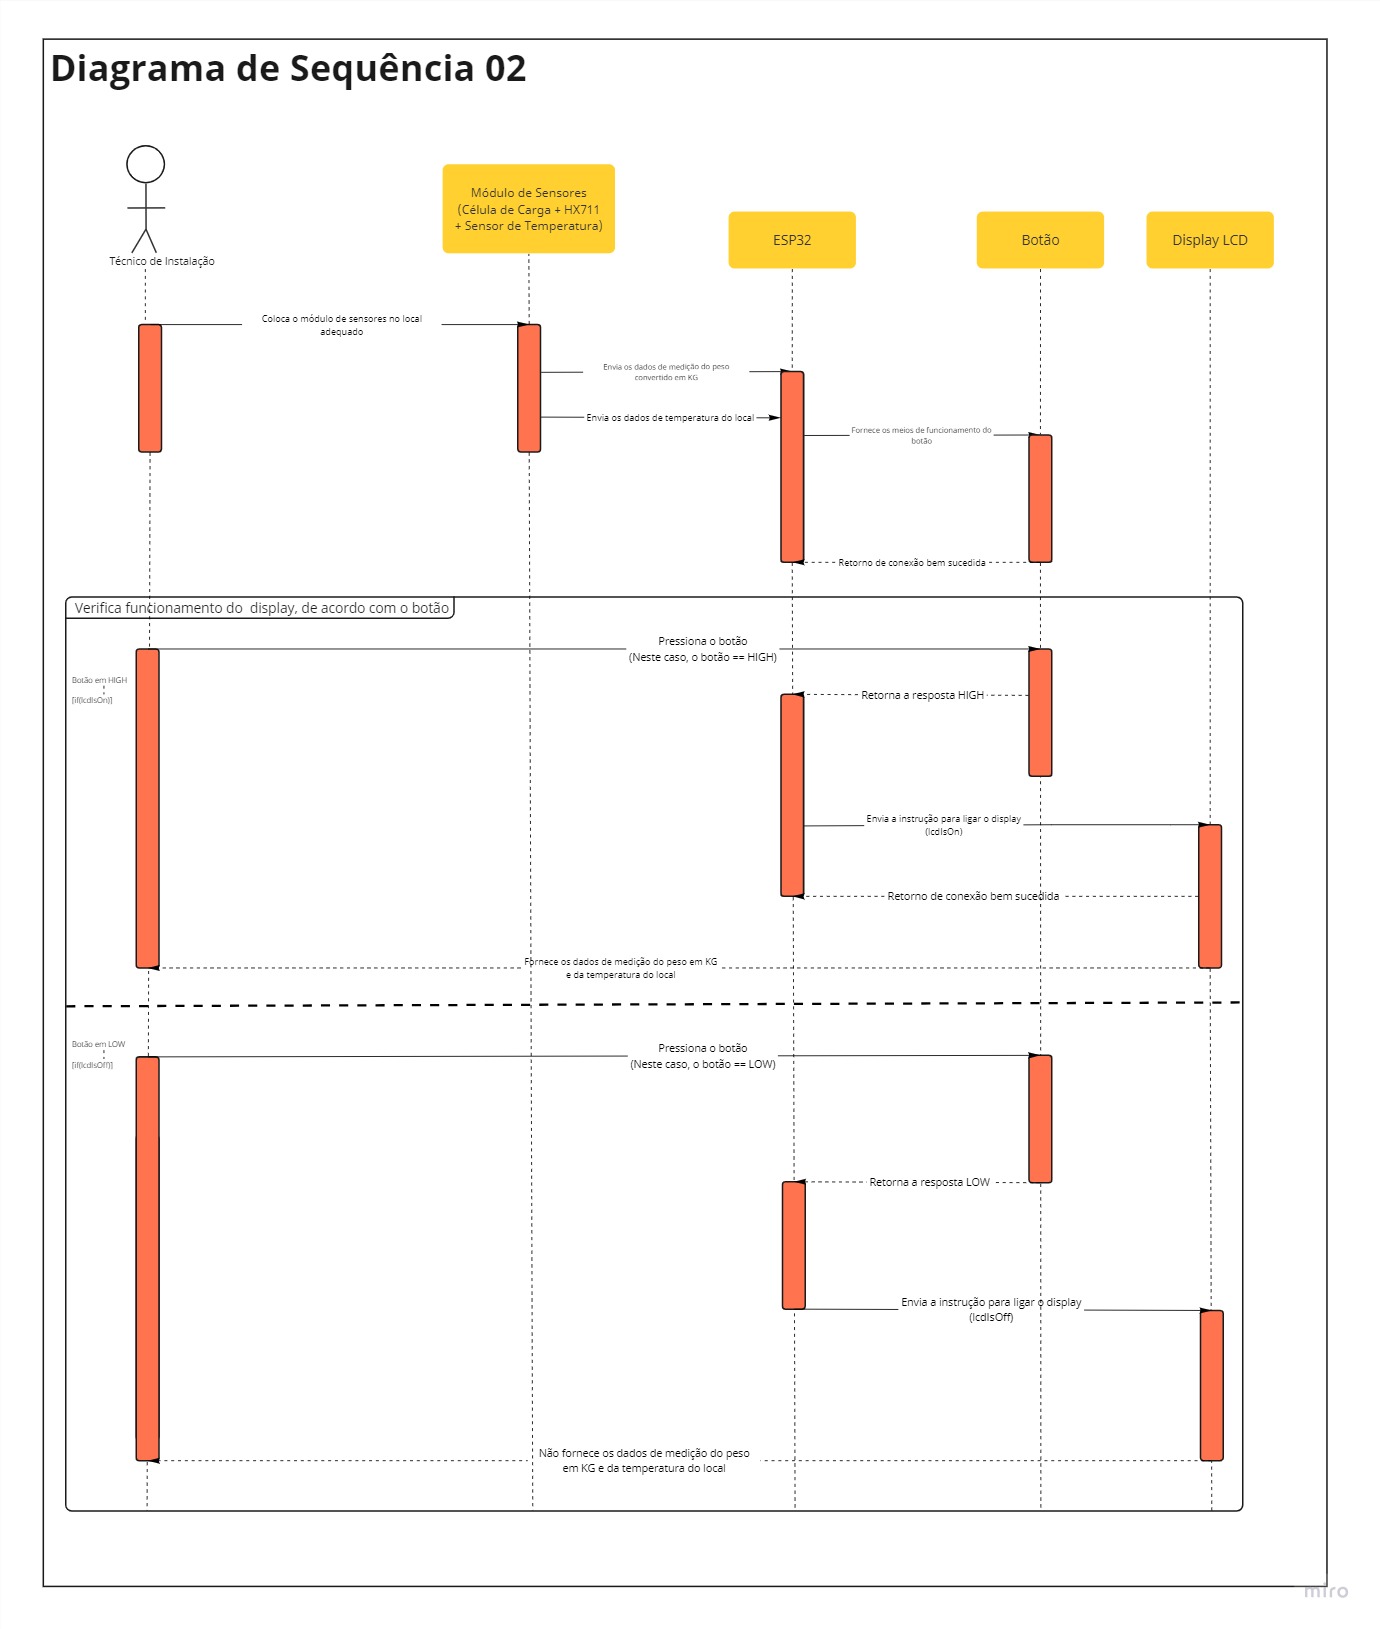 Diagrama de Sequência 02
Técnico de Instalação
Módulo de Sensores
(Célula de Carga + HX711
+ Sensor de Temperatura)
ESP32
Botão
Display LCD
Coloca o módulo de sensores no local
adequado
Envia os dados de medição do peso
convertido em KG
Envia os dados de temperatura do local
Fornece os meios de funcionamento do
botão
Retorno de conexão bem sucedida
Verifica funcionamento do  display, de acordo com o botão
Pressiona o botão
(Neste caso, o botão == HIGH)
Botão em HIGH
[if(lcdIsOn)]
Retorna a resposta HIGH
Envia a instrução para ligar o display
(lcdIsOn)
Retorno de conexão bem sucedida
Fornece os dados de medição do peso em KG
e da temperatura do local
Botão em LOW
[if(lcdIsOff)]
Pressiona o botão
(Neste caso, o botão == LOW)
Retorna a resposta LOW
Envia a instrução para ligar o display
(lcdIsOff)
Não fornece os dados de medição do peso
em KG e da temperatura do local
miro